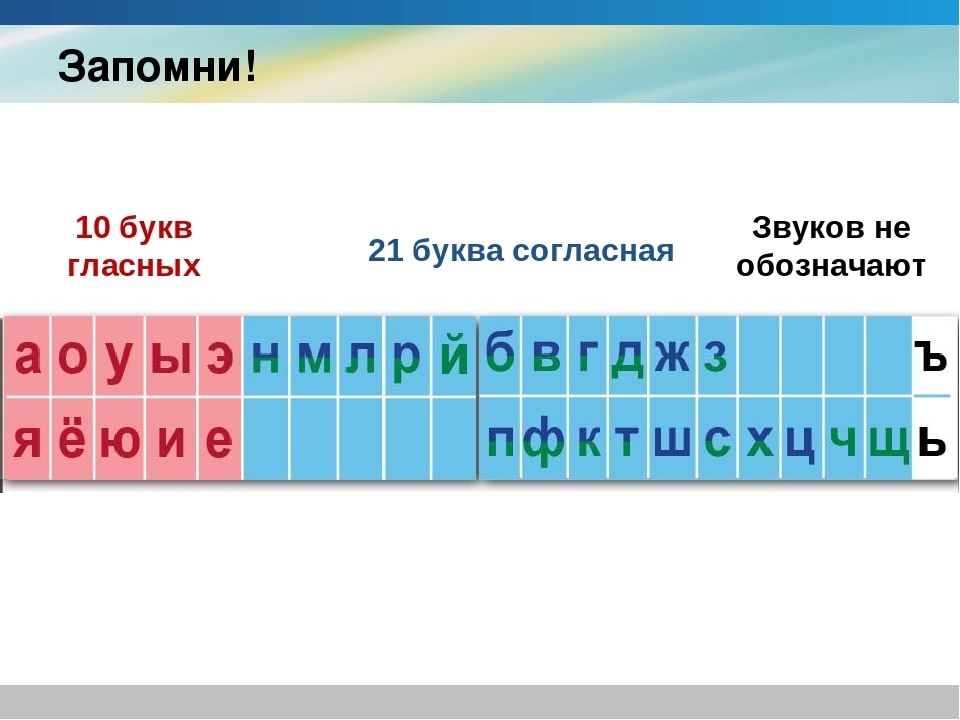 Запомни!
10 букв
гласных
21 буква согласная
Звуков не
обозначают
а о у ы э н м л р й б в г д ж з ъ
я ё ю и е п ф к т ш с х ц ч щ ь